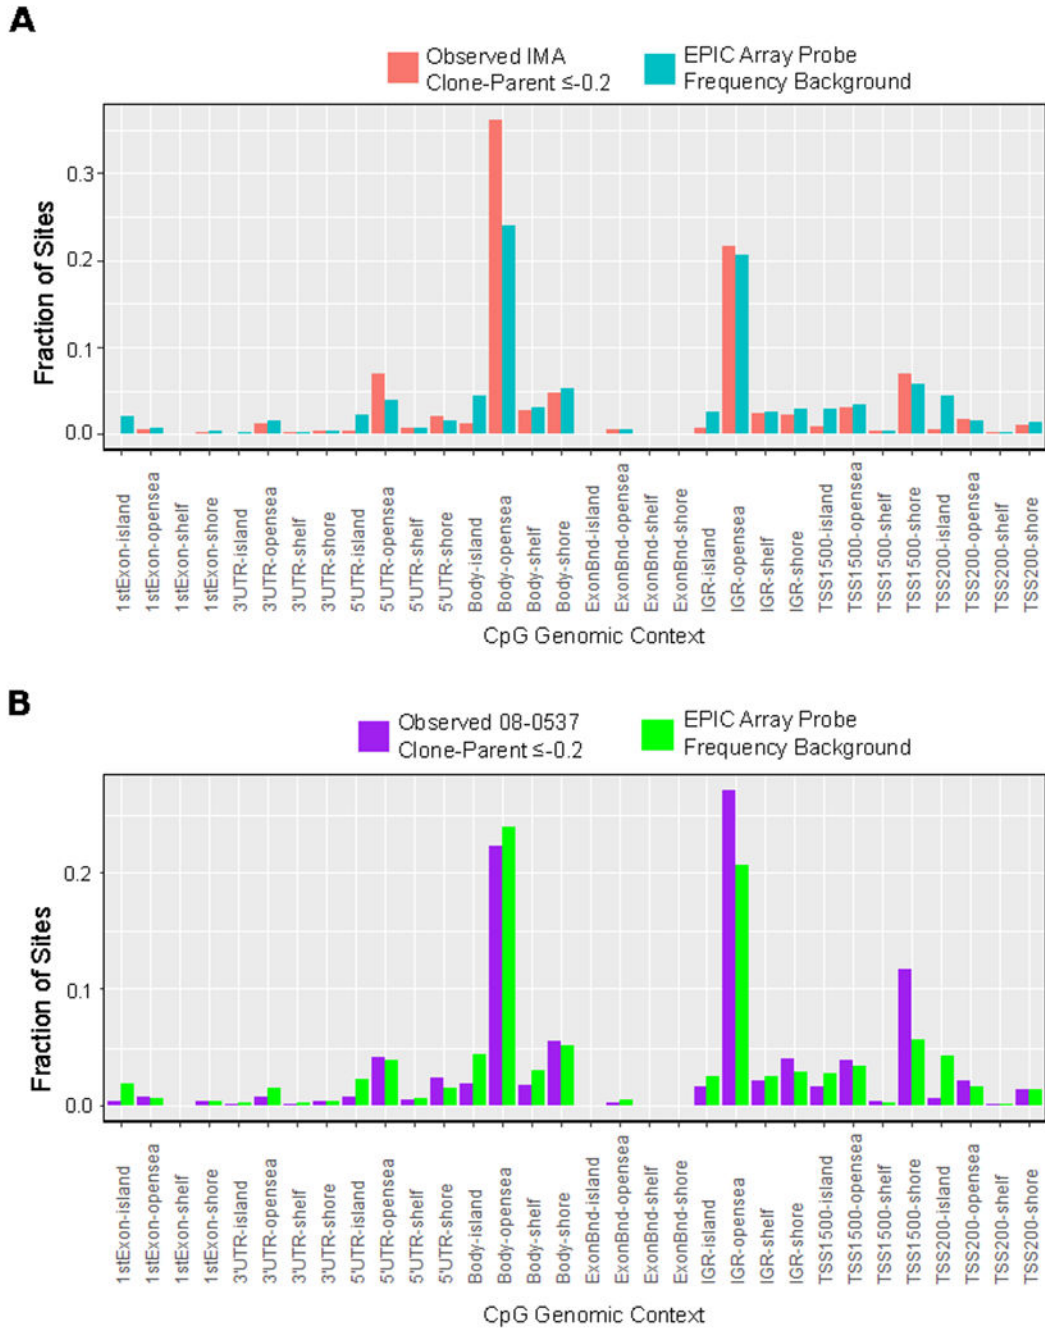 A
Observed IMA
Clone-Parent ≤-0.2
EPIC Array Probe
Frequency Background
Fraction of Sites
0.3
0.2
0.1
0.0
1stExon-island
1stExon-opensea
1stExon-shelf
1stExon-shore
3'UTR-island
3'UTR-opensea
3'UTR-shelf
3'UTR-shore
5'UTR-island
5'UTR-opensea
5'UTR-shelf
5'UTR-shore
Body-island
Body-opensea
Body-shelf
Body-shore
ExonBnd-island
ExonBnd-opensea
ExonBnd-shelf
ExonBnd-shore
IGR-island
IGR-opensea
IGR-shelf
IGR-shore
TSS1500-island
TSS1500-opensea
TSS1500-shelf
TSS1500-shore
TSS200-island
TSS200-opensea
TSS200-shelf
TSS200-shore
CpG Genomic Context
B
Observed 08-0537
Clone-Parent ≤-0.2
EPIC Array Probe
Frequency Background
Fraction of Sites
0.2
0.1
0.0
1stExon-island
1stExon-opensea
1stExon-shelf
1stExon-shore
3'UTR-island
3'UTR-opensea
3'UTR-shelf
3'UTR-shore
5'UTR-island
5'UTR-opensea
5'UTR-shelf
5'UTR-shore
Body-island
Body-opensea
Body-shelf
Body-shore
ExonBnd-island
ExonBnd-opensea
ExonBnd-shelf
ExonBnd-shore
IGR-island
IGR-opensea
IGR-shelf
IGR-shore
TSS1500-island
TSS1500-opensea
TSS1500-shelf
TSS1500-shore
TSS200-island
TSS200-opensea
TSS200-shelf
TSS200-shore
CpG Genomic Context